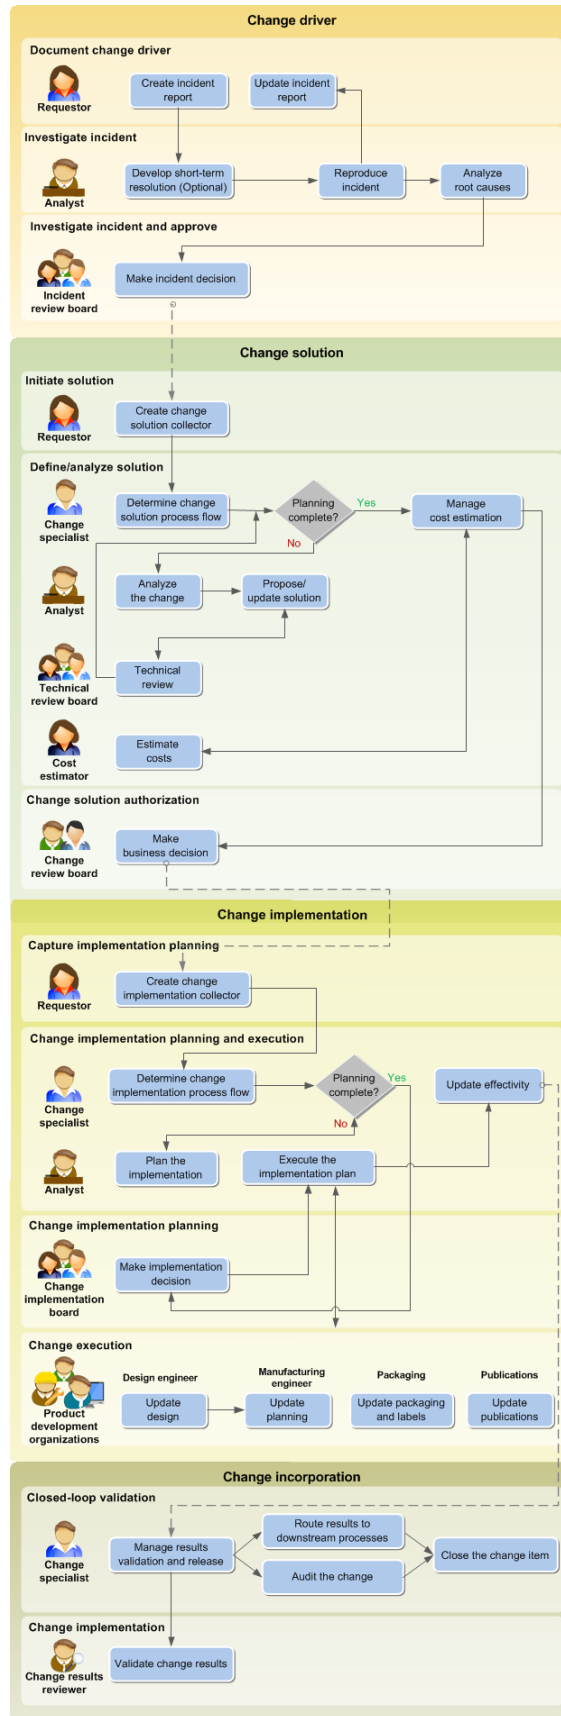 Change driver
Document change driver
Create incident
report
Update incident
report
Requestor
Investigate incident
Develop short-term
resolution (Optional)
Reproduce
incident
Analyze
root causes
Analyst
Investigate incident and approve
Make incident decision
Incident
review board
Change solution
Initiate solution
Create change
solution collector
Requestor
Define/analyze solution
Determine change
solution process flow
Planning
complete?
Yes
Manage
cost estimation
Change
specialist
No
Analyze
the change
Propose/
update solution
Analyst
Technical
review
Technical
review board
Estimate
costs
Cost
estimator
Change solution authorization
Make
business decision
Change
review board
Change implementation
Capture implementation planning
Create change
implementation collector
Requestor
Change implementation planning and execution
Determine change
implementation process flow
Planning
complete?
Yes
Update effectivity
Change
specialist
No
Plan the
implementation
Execute the
implementation plan
Analyst
Change implementation planning
Make implementation
decision
Change
implementation
board
Change execution
Design engineer
Manufacturing
engineer
Packaging
Publications
Update
design
Update
planning
Update packaging
and labels
Update
publications
Product
development
organizations
Change incorporation
Closed-loop validation
Manage results
validation and release
Route results to
downstream processes
Audit the change
Close the change item
Change
specialist
Change implementation
Validate change results
Change results
reviewer